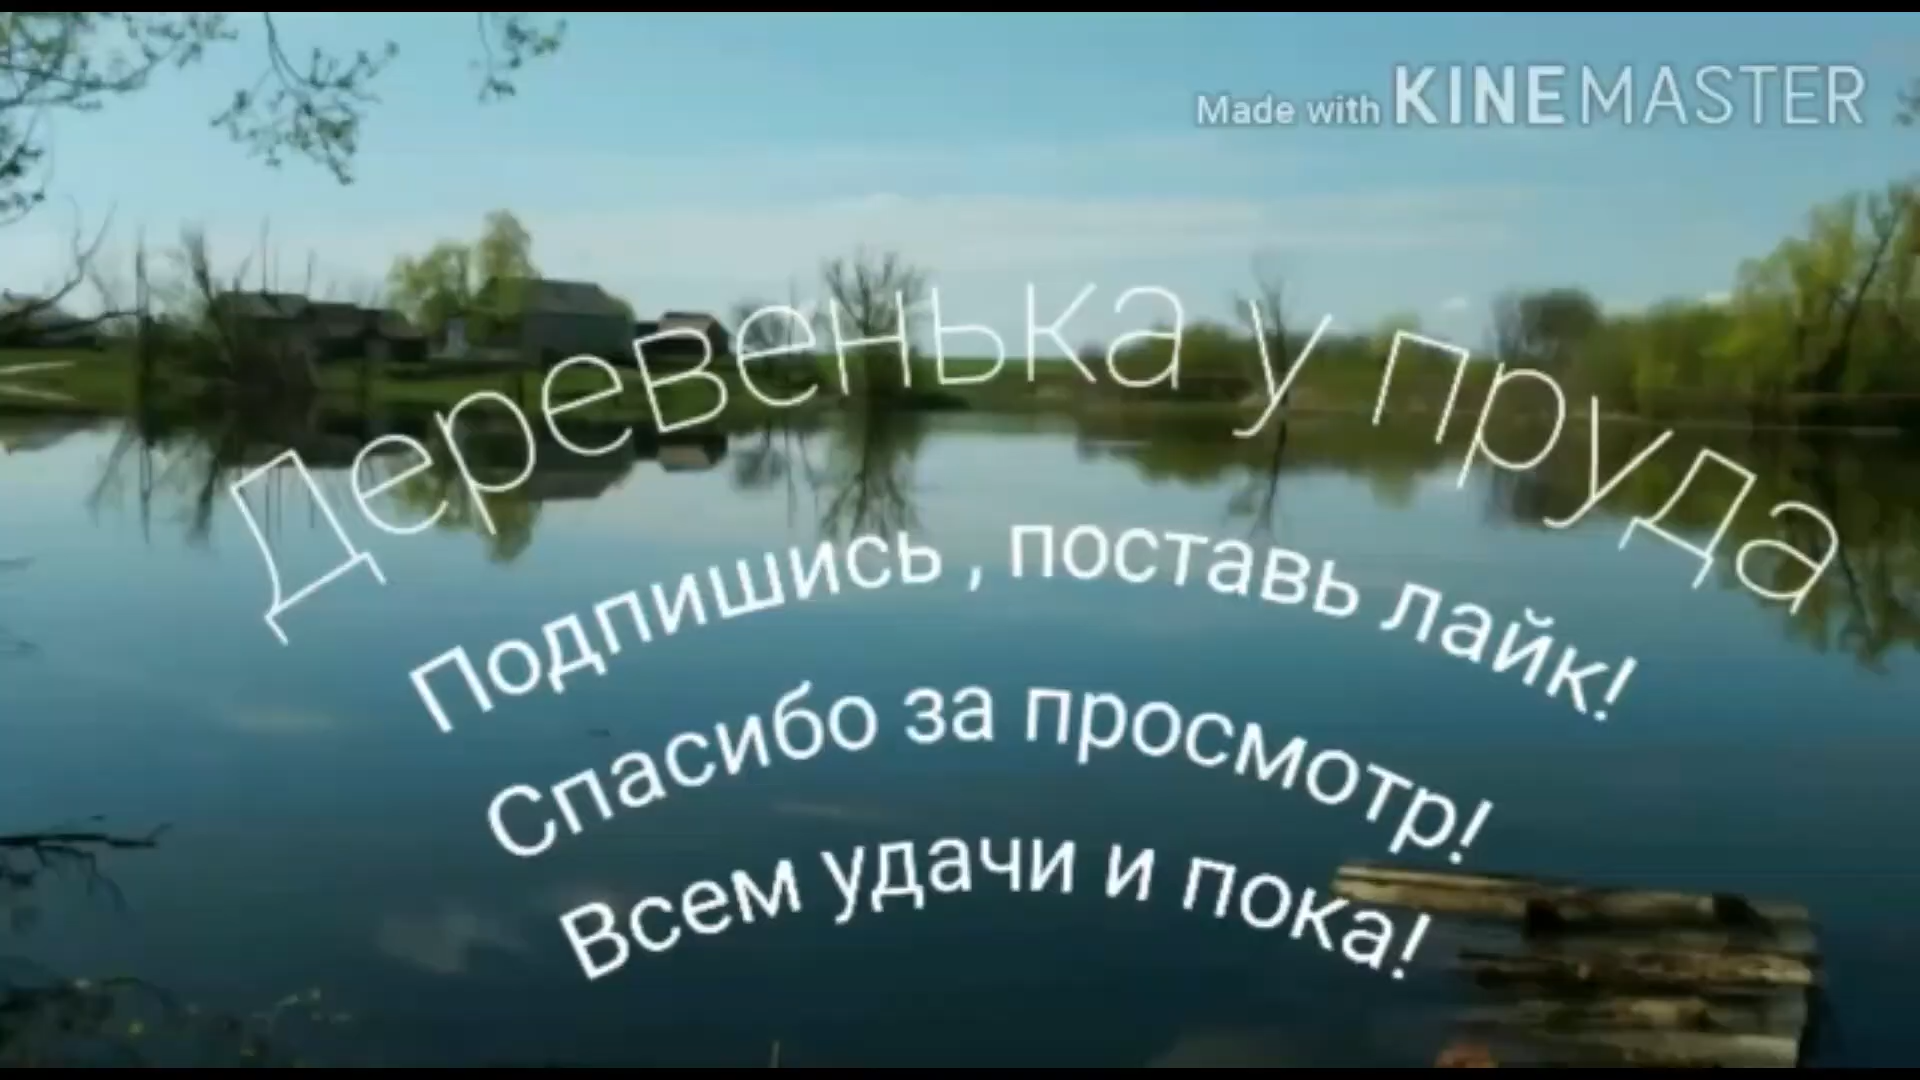 Made with KINEMASTER
Деревенька у пруда
Подпишись , поставь лайк!
Спасибо за просмотр!
Всем удачи и пока!